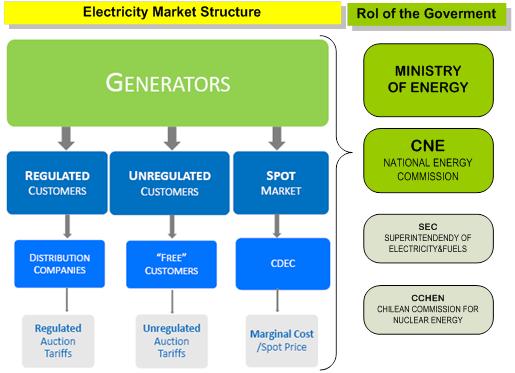 Electricity Market Structure
Rol of the Goverment
GENERATORS
REGULATED
CUSTOMERS
UNREGULATED
CUSTOMERS
SPOT
MARKET
DISTRIBUTION
COMPANIES
"FREE"
CUSTOMERS
CDEC
Regulated
Auction
Tariffs
Unregulated
Auction
Tariffs
Marginal Cost
/Spot Price
MINISTRY
OF ENERGY
CNE
NATIONAL ENERGY
COMMISSION
SEC
SUPERINTENDENDY OF
ELECTRICITY&FUELS
CCHEN
CHILEAN COMMISSION FOR
NUCLEAR ENERGY